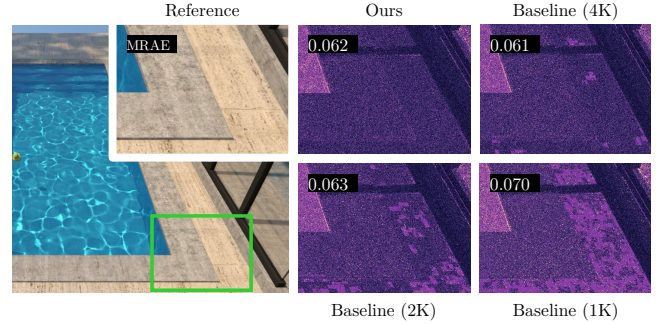 Reference
Ours
Baseline (4K)
MRAE
0.062
0.061
0.063
0.070
Baseline (2K)
Baseline (1K)